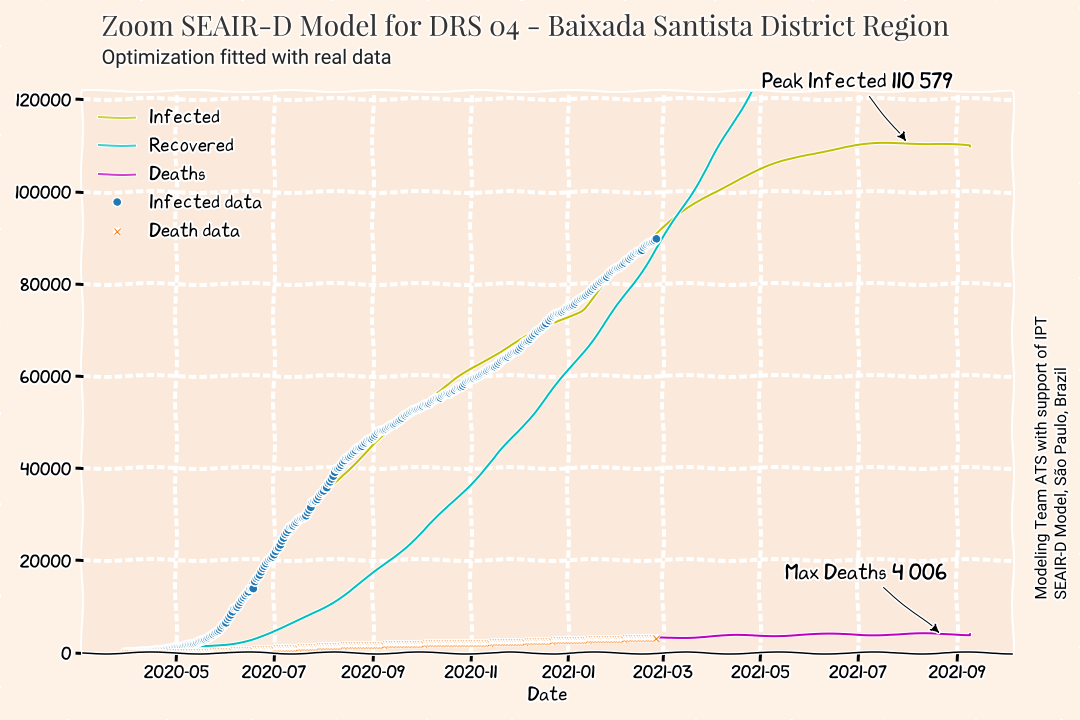 Zoom SEAIR-D Model for DRS 04 - Baixada Santista District Region
Optimization fitted with real data
Peak Infected 110 579
120000
100000
80000
60000
40000
20000
0
Infected
Recovered
Deaths
Infected data
Death data
Max Deaths 4 006
2020-05 2020-07 2020-09 2020-11 2021-01 2021-03 2021-05 2021-07 2021-09
Date
Modeling Team ATS with support of IPT
SEAIR-D Model, São Paulo, Brazil